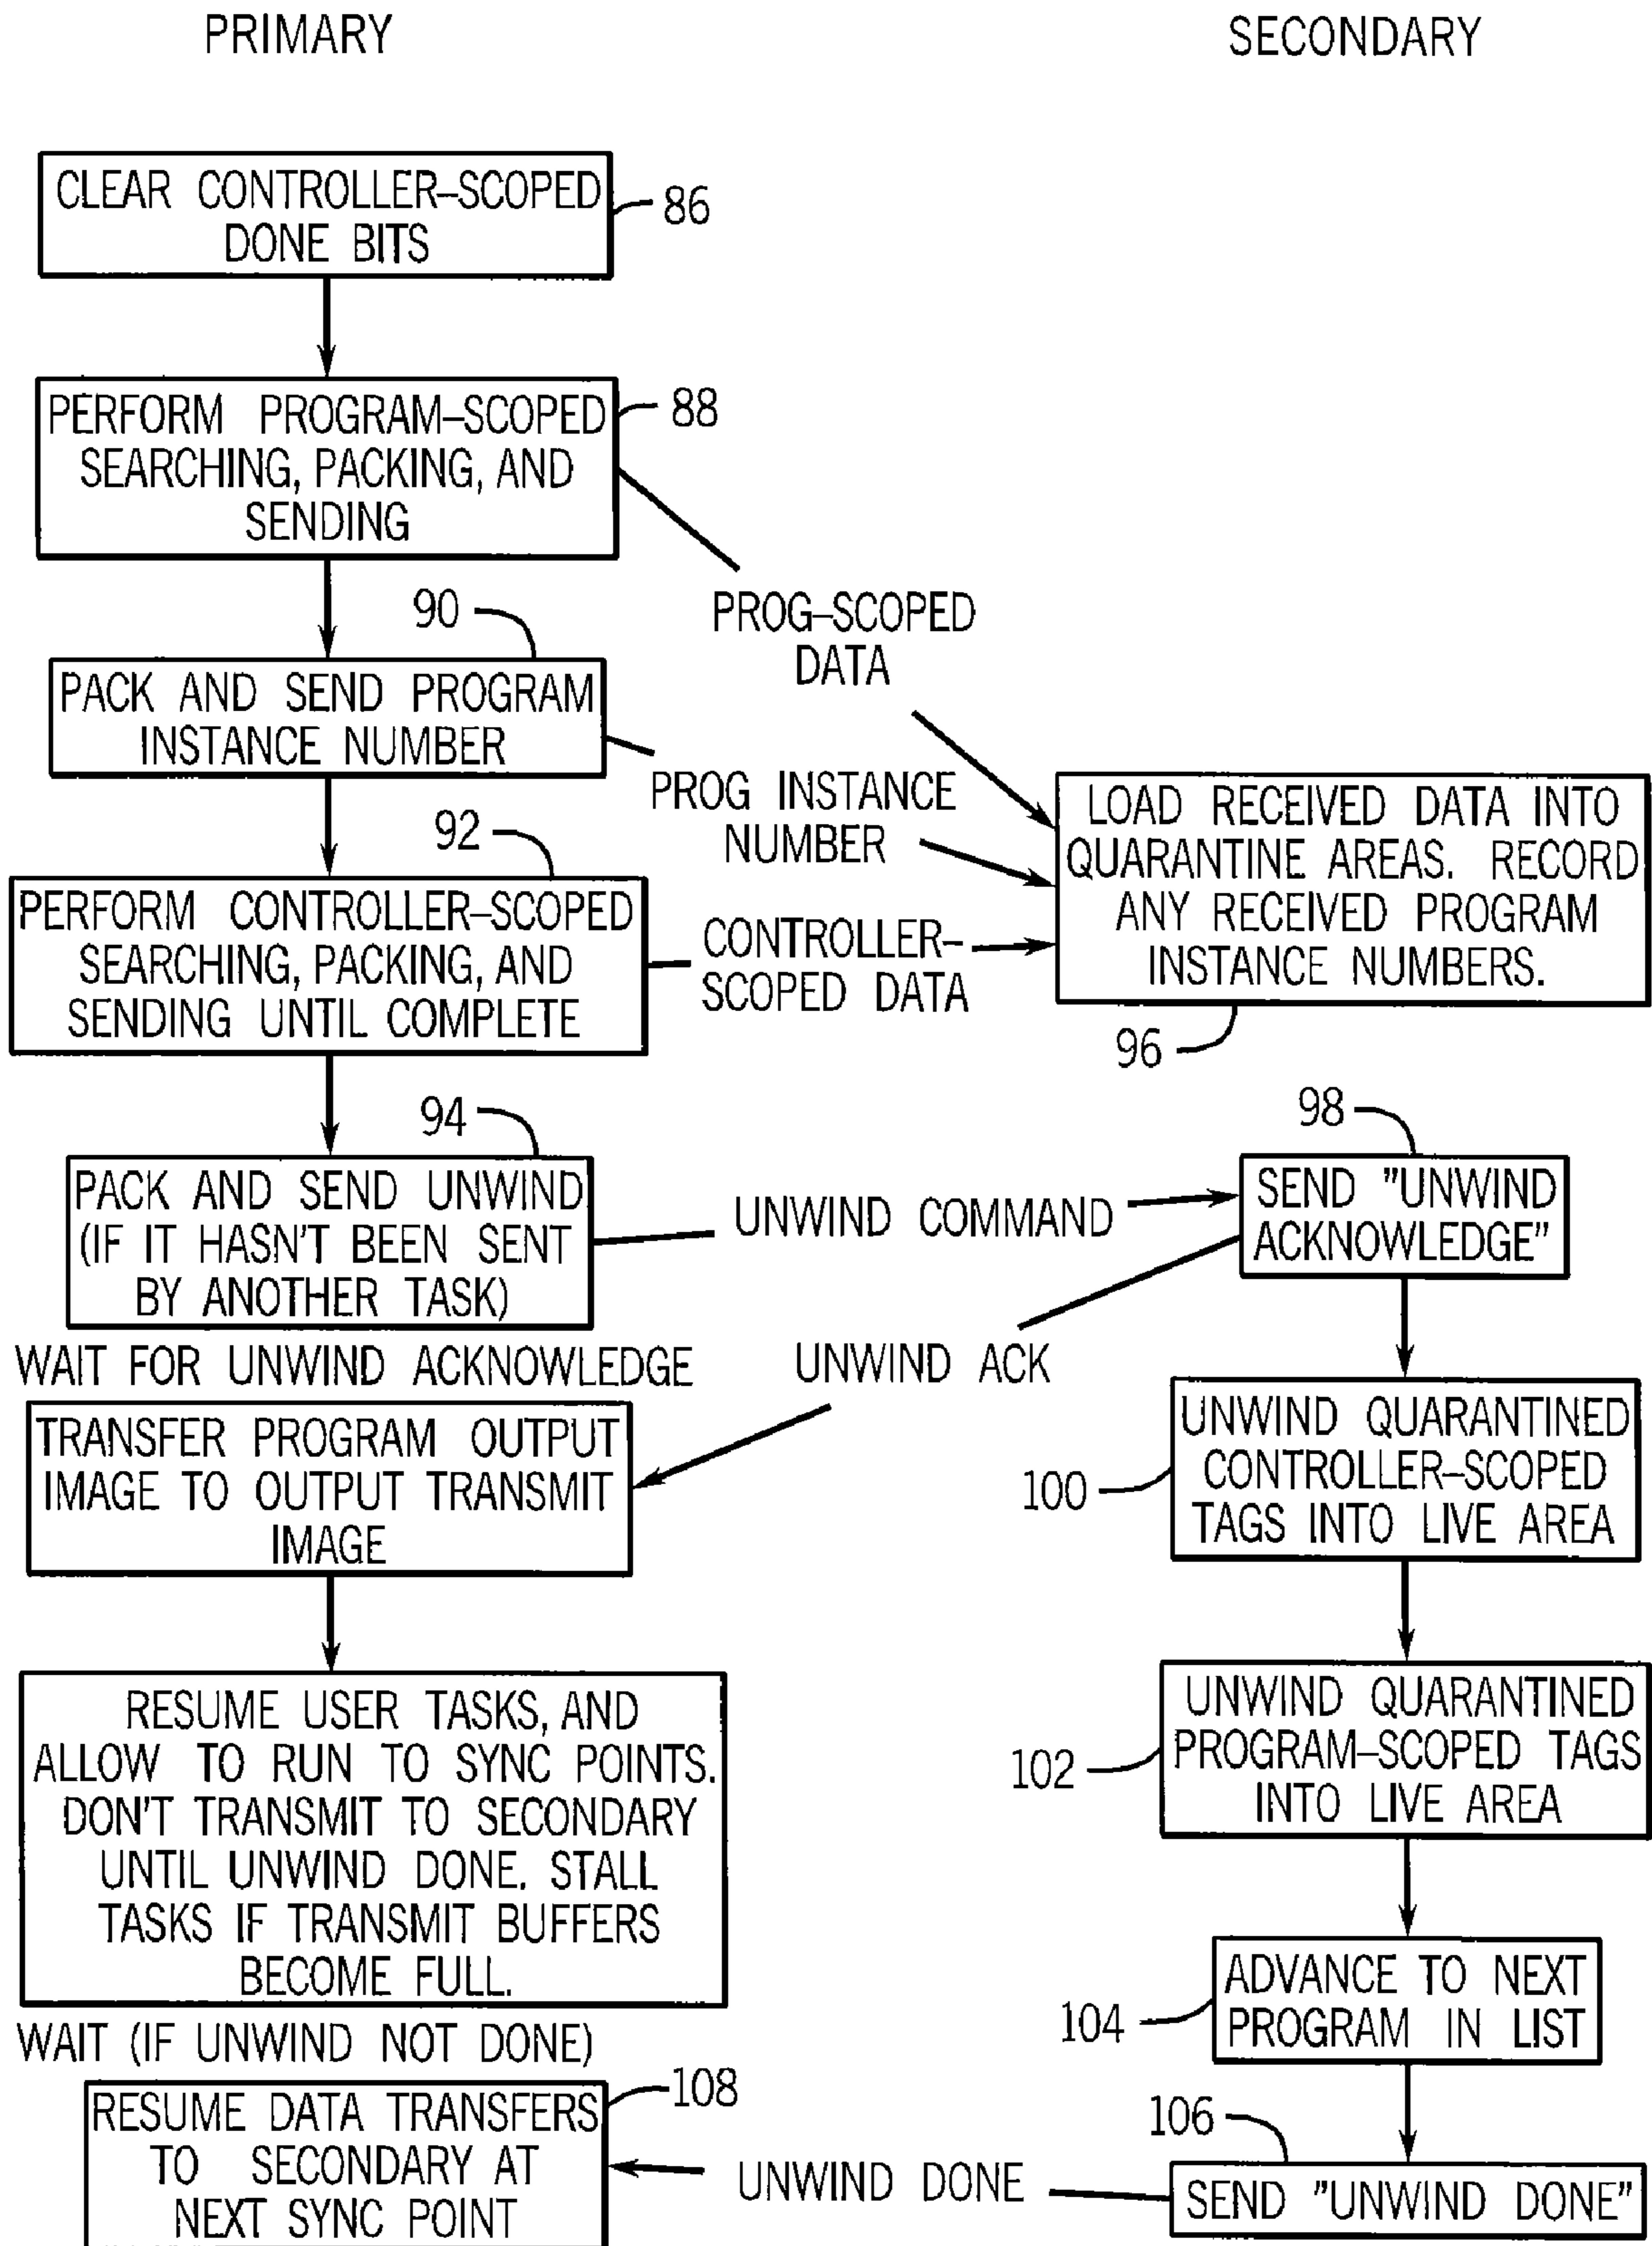 PRIMARY
SECONDARY
CLEAR CONTROLLER–SCOPED
DONE BITS
86
PERFORM PROGRAM–SCOPED
SEARCHING, PACKING, AND
SENDING
88
PROG–SCOPED
DATA
90
PACK AND SEND PROGRAM
INSTANCE NUMBER
PROG INSTANCE
NUMBER
92
PERFORM CONTROLLER–SCOPED
SEARCHING, PACKING, AND
SENDING UNTIL COMPLETE
CONTROLLER–
SCOPED DATA
LOAD RECEIVED DATA INTO
QUARANTINE AREAS. RECORD
ANY RECEIVED PROGRAM
INSTANCE NUMBERS.
96
94
PACK AND SEND UNWIND
(IF IT HASN'T BEEN SENT
BY ANOTHER TASK)
UNWIND COMMAND
98
SEND "UNWIND
ACKNOWLEDGE"
WAIT FOR UNWIND ACKNOWLEDGE
UNWIND ACK
TRANSFER PROGRAM OUTPUT
IMAGE TO OUTPUT TRANSMIT
IMAGE
100
UNWIND QUARANTINED
CONTROLLER–SCOPED
TAGS INTO LIVE AREA
RESUME USER TASKS, AND
ALLOW TO RUN TO SYNC POINTS.
DON'T TRANSMIT TO SECONDARY
UNTIL UNWIND DONE. STALL
TASKS IF TRANSMIT BUFFERS
BECOME FULL.
102
UNWIND QUARANTINED
PROGRAM–SCOPED TAGS
INTO LIVE AREA
104
ADVANCE TO NEXT
PROGRAM IN LIST
WAIT (IF UNWIND NOT DONE)
108
RESUME DATA TRANSFERS
TO SECONDARY AT
NEXT SYNC POINT
UNWIND DONE
106
SEND "UNWIND DONE"